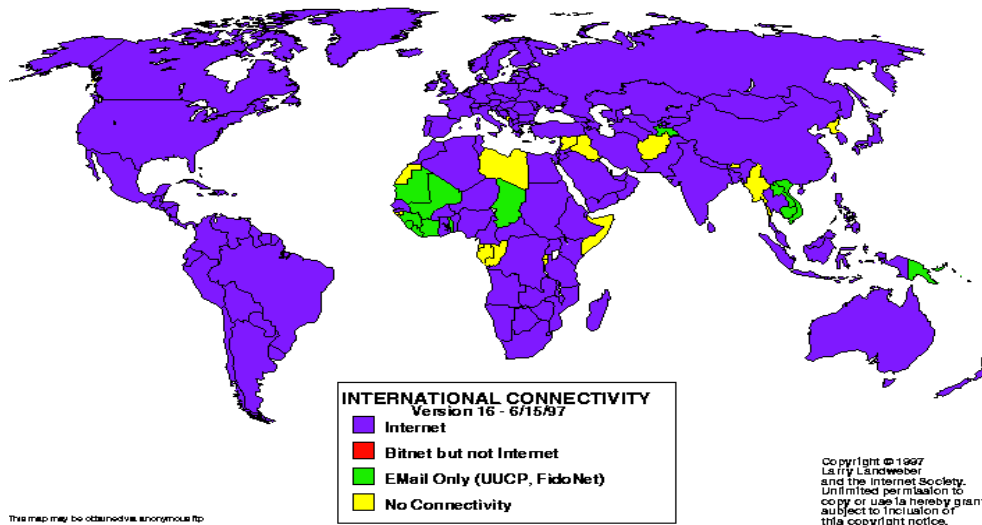 INTERNATIONAL CONNECTIVITY
Version 16 - 6/15/97
Internet
Bitnet but not Internet
EMail Only (UUCP, FidoNet)
No Connectivity
This map may be obtained via anonymous ftp
Copyright © 1997
Larry Landweber
and the Internet Society.
Unlimited permission to
copy or use is hereby grant
subject to inclusion of
this copyright notice.